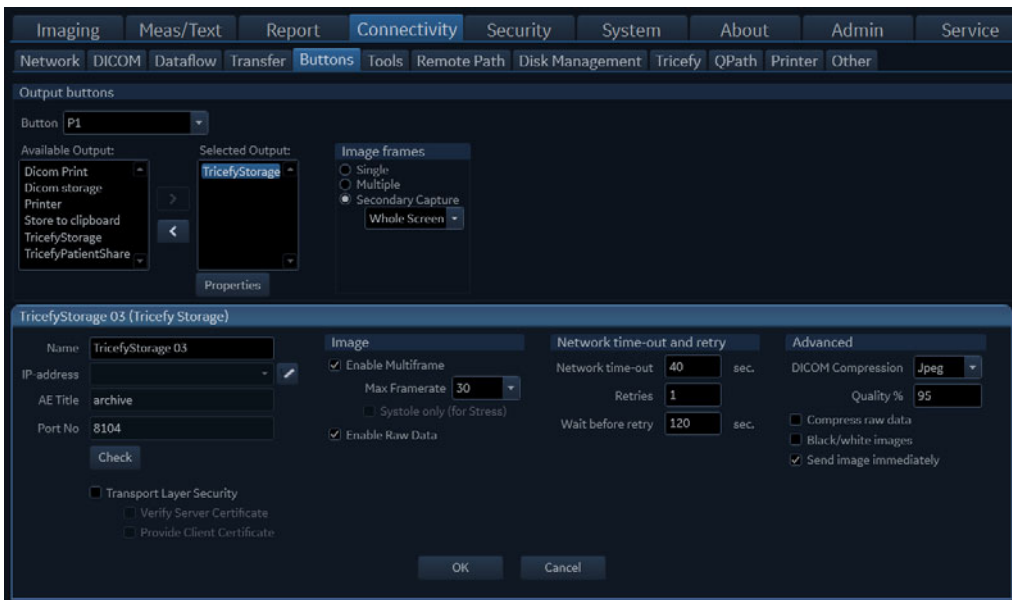 Imaging Meas/Text Report Connectivity Security System About Admin Service
Network DICOM Dataflow Transfer Buttons Tools Remote Path Disk Management Tricefy QPath Printer Other
Output buttons
Button P1
Available Output:
Dicom Print
Dicom storage
Printer
Store to clipboard
TricefyStorage
TricefyPatientShare
>
<
Selected Output:
TricefyStorage
Properties
Image frames
Single
Multiple
Secondary Capture
Whole Screen
TricefyStorage 03 (Tricefy Storage)
Name TricefyStorage 03
IP-address
AE Title archive
Port No 8104
Check
Transport Layer Security
Verify Server Certificate
Provide Client Certificate
Image
Enable Multiframe
Max Framerate 30
Systole only (for Stress)
Enable Raw Data
Network time-out and retry
Network time-out 40 sec.
Retries 1
Wait before retry 120 sec.
Advanced
DICOM Compression Jpeg
Quality % 95
Compress raw data
Black/white images
Send image immediately
OK Cancel